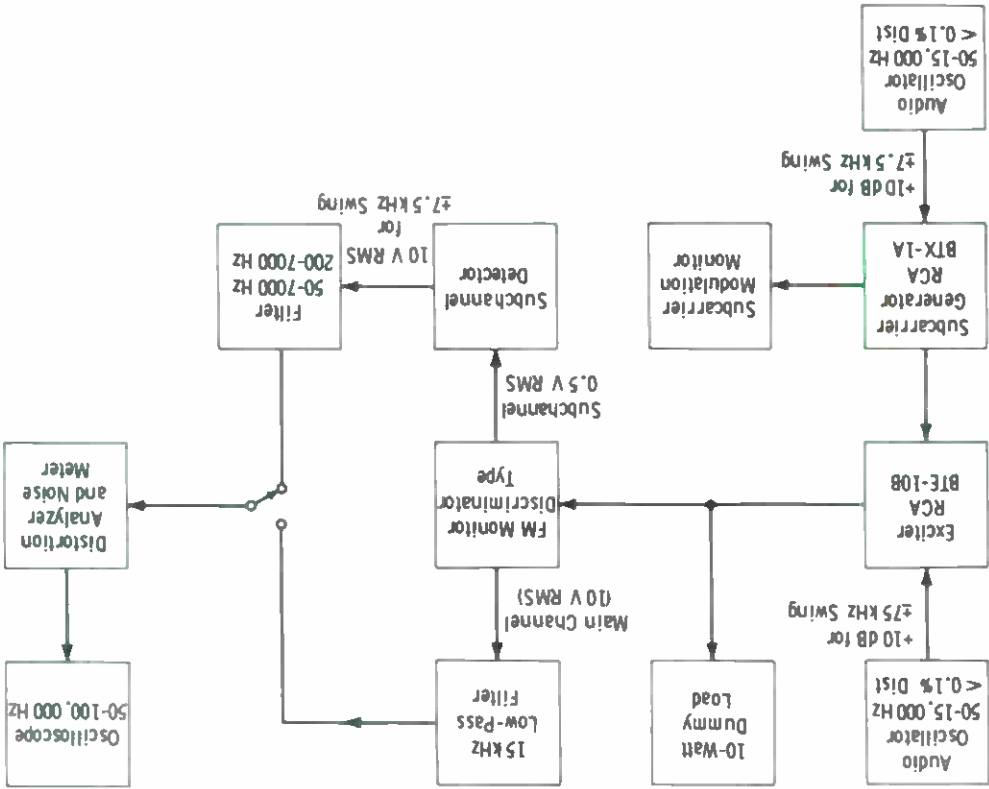 Audio
Oscillator
50-15,000 Hz
< 0.1% Dist
10-Watt
Dummy
Load
15 kHz
Low-Pass
Filter
Oscilloscope
50-100,000 Hz
+10 dB for
±75 kHz Swing
Main Channel
(10 V RMS)
Exciter
RCA
BTE-10B
FM Monitor
Discriminator
Type
Distortion
Analyzer
and Noise
Meter
Subchannel
0.5 V RMS
Subcarrier
Generator
RCA
BTX-1A
Subcarrier
Modulation
Monitor
Subchannel
Detector
10 V RMS
for
±7.5 kHz Swing
Filter
50-7000 Hz
200-7000 Hz
+10 dB for
±7.5 kHz Swing
Audio
Oscillator
50-15,000 Hz
< 0.1% Dist